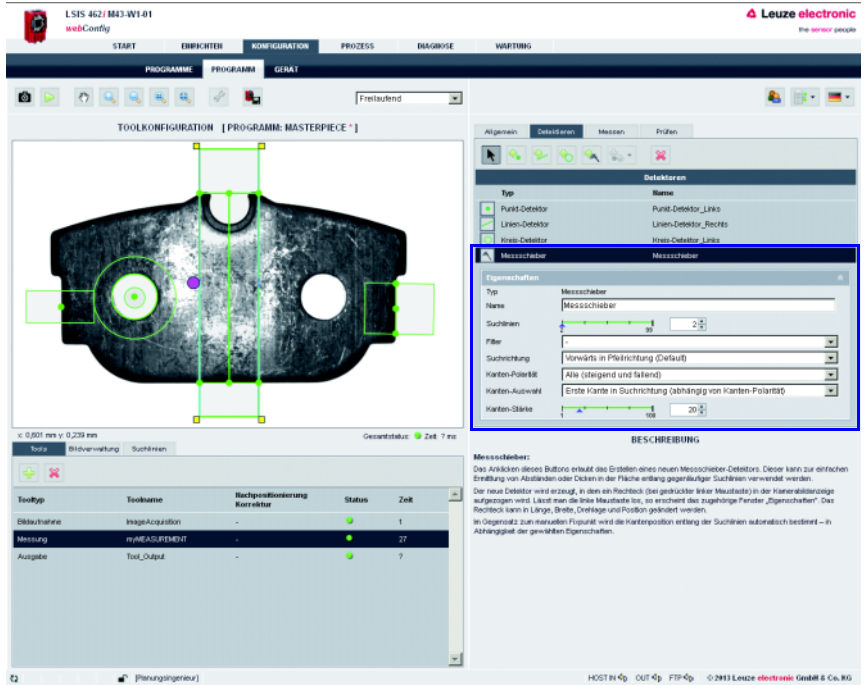 LSIS 462i M43-W1-01
webConfig
Leuze electronic
the sensor people
START EINRICHTEN KONFIGURATION PROZESS DIAGNOSE WARTUNG
PROGRAMME PROGRAMM GERÄT
Freilaufend
TOOLKONFIGURATION [ PROGRAMM: MASTERPIECE * ]
x: 0,601 mm y: 0,239 mm
Gesamtstatus: Zeit: ? ms
Tools Bildverwaltung Suchlinien
Tooltyp Toolname Nachpositionierung Korrektur Status Zeit
Bildaufnahme ImageAcquisition - 1
Messung myMEASUREMENT - 27
Ausgabe Tool_Output - ?
Allgemein Detektieren Messen Prüfen
Detektoren
Typ Name
Punkt-Detektor Punkt-Detektor_Links
Linien-Detektor Linien-Detektor_Rechts
Kreis-Detektor Kreis-Detektor_Links
Messschieber Messschieber
Eigenschaften
Typ Messschieber
Name Messschieber
Suchlinien 2 99 2
Filter -
Suchrichtung Vorwärts in Pfeilrichtung (Default)
Kanten-Polarität Alle (steigend und fallend)
Kanten-Auswahl Erste Kante in Suchrichtung (abhängig von Kanten-Polarität)
Kanten-Stärke 1 100 20
BESCHREIBUNG
Messschieber:
Das Anklicken dieses Buttons erlaubt das Erstellen eines neuen Messschieber-Detektors. Dieser kann zur einfachen
Ermittlung von Abständen oder Dicken in der Fläche entlang gegenläufiger Suchlinien verwendet werden.
Der neue Detektor wird erzeugt, in dem ein Rechteck (bei gedrückter linker Maustaste) in der Kamerabildanzeige
aufgezogen wird. Lässt man die linke Maustaste los, so erscheint das zugehörige Fenster „Eigenschaften". Das
Rechteck kann in Länge, Breite, Drehlage und Position geändert werden.
Im Gegensatz zum manuellen Fixpunkt wird die Kantenposition entlang der Suchlinien automatisch bestimmt – in
Abhängigkeit der gewählten Eigenschaften.
[Planungsingenieur]
HOST IN OUT FTP © 2013 Leuze electronic GmbH & Co. KG